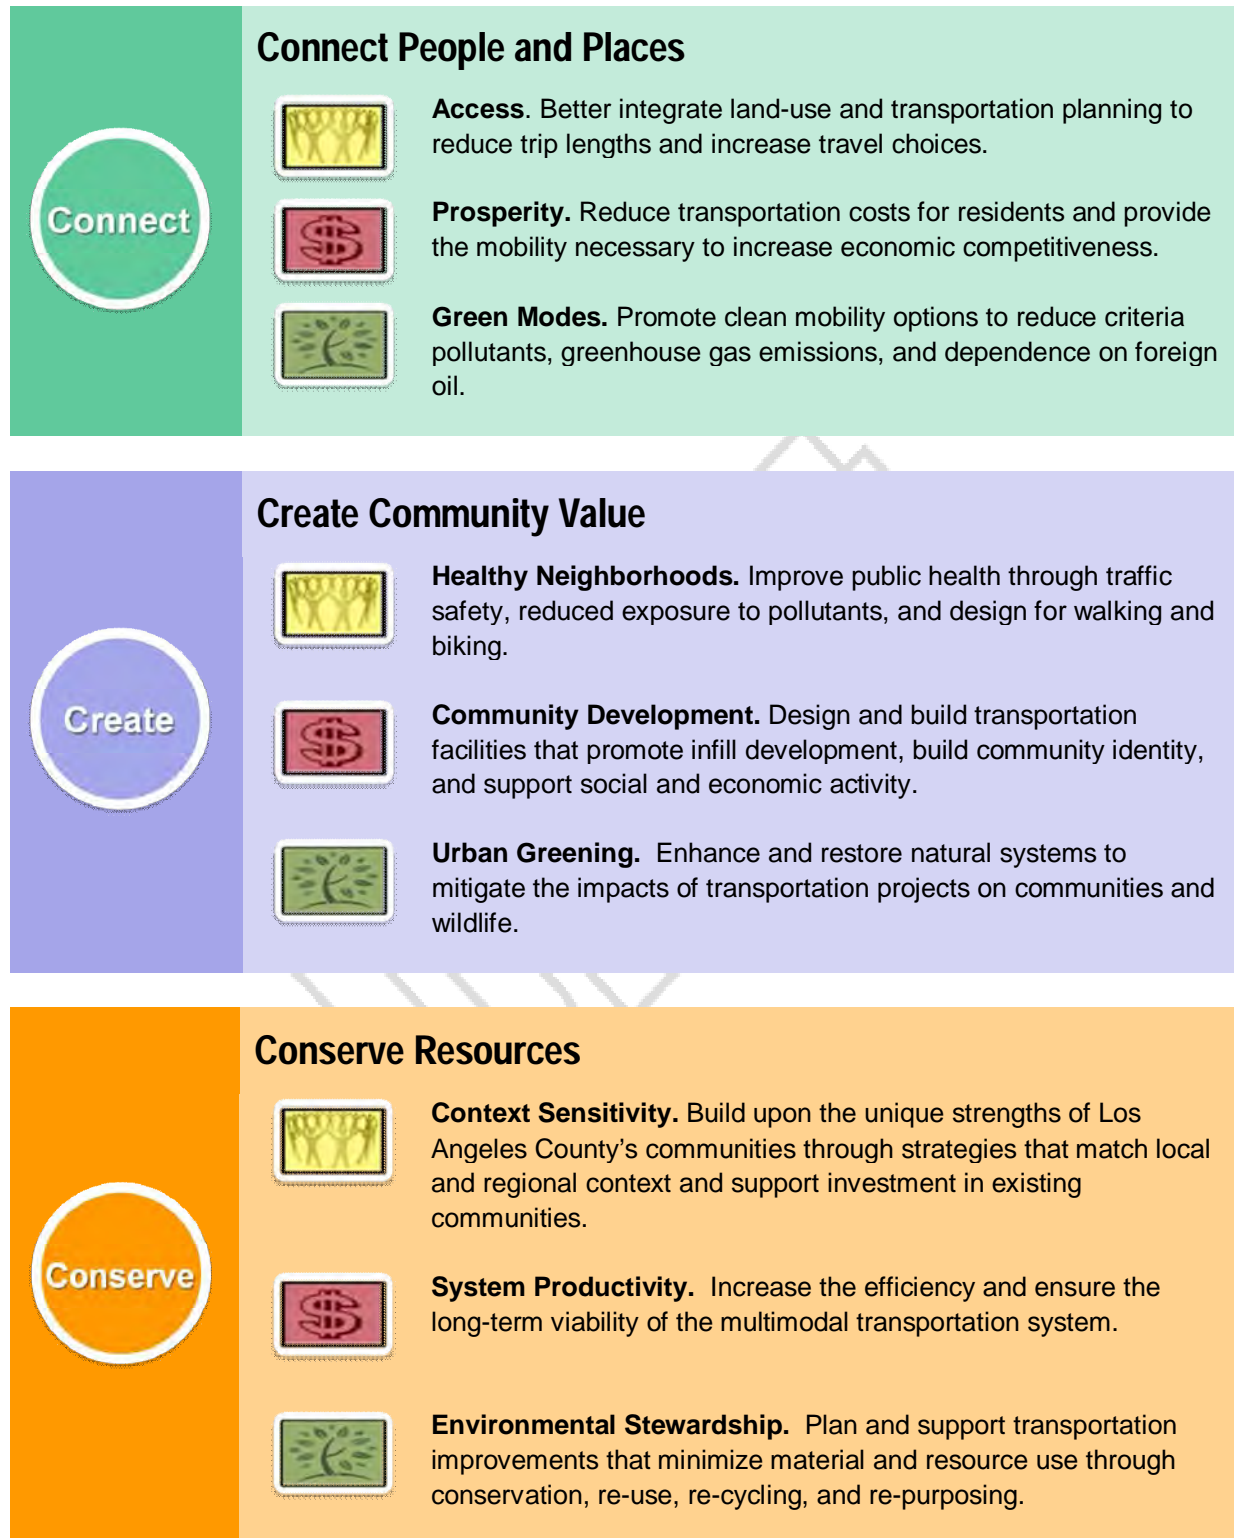 Connect People and Places
Access. Better integrate land-use and transportation planning to
reduce trip lengths and increase travel choices.
Connect
Prosperity. Reduce transportation costs for residents and provide
the mobility necessary to increase economic competitiveness.
Green Modes. Promote clean mobility options to reduce criteria
pollutants, greenhouse gas emissions, and dependence on foreign
oil.
Create Community Value
Healthy Neighborhoods. Improve public health through traffic
safety, reduced exposure to pollutants, and design for walking and
biking.
Create
Community Development. Design and build transportation
facilities that promote infill development, build community identity,
and support social and economic activity.
Urban Greening. Enhance and restore natural systems to
mitigate the impacts of transportation projects on communities and
wildlife.
Conserve Resources
Context Sensitivity. Build upon the unique strengths of Los
Angeles County’s communities through strategies that match local
and regional context and support investment in existing
communities.
Conserve
System Productivity. Increase the efficiency and ensure the
long-term viability of the multimodal transportation system.
Environmental Stewardship. Plan and support transportation
improvements that minimize material and resource use through
conservation, re-use, re-cycling, and re-purposing.